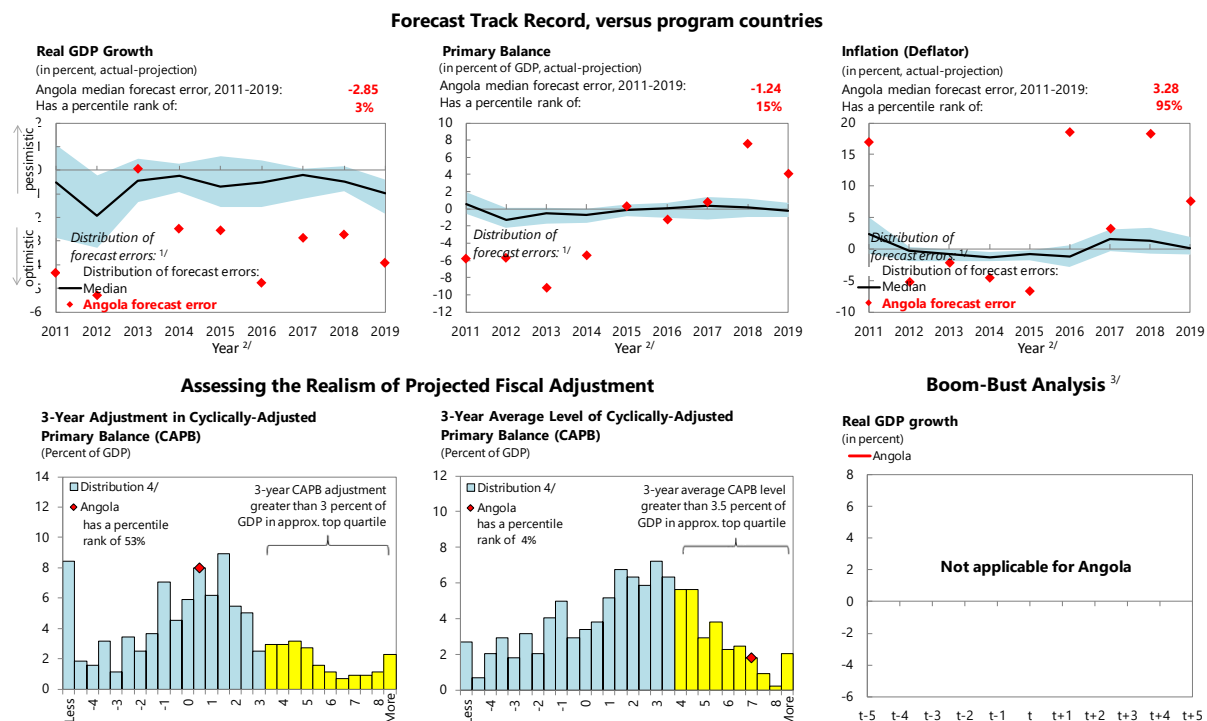 Forecast Track Record, versus program countries
Real GDP Growth
(in percent, actual-projection)
Angola median forecast error, 2011-2019: -2.85
Has a percentile rank of: 3%
pessimistic
optimistic
2
1
0
-1
-2
-3
-4
-5
-6
Distribution of
forecast errors: 1/
Distribution of forecast errors:
Median
Angola forecast error
2011 2012 2013 2014 2015 2016 2017 2018 2019
Year 2/
Primary Balance
(in percent of GDP, actual-projection)
Angola median forecast error, 2011-2019: -1.24
Has a percentile rank of: 15%
10
8
6
4
2
0
-2
-4
-6
-8
-10
-12
Distribution of
forecast errors: 1/
2011 2012 2013 2014 2015 2016 2017 2018 2019
Year 2/
Inflation (Deflator)
(in percent, actual-projection)
Angola median forecast error, 2011-2019: 3.28
Has a percentile rank of: 95%
20
15
10
5
0
-5
-10
Distribution of
forecast errors: 1/
Distribution of forecast errors:
Median
Angola forecast error
2011 2012 2013 2014 2015 2016 2017 2018 2019
Year 2/
Assessing the Realism of Projected Fiscal Adjustment
3-Year Adjustment in Cyclically-Adjusted
Primary Balance (CAPB)
(Percent of GDP)
14
12
10
8
6
4
2
0
Distribution 4/
Angola
has a percentile
rank of 53%
3-year CAPB adjustment
greater than 3 percent of
GDP in approx. top quartile
Less -4 -3 -2 -1 0 1 2 3 4 5 6 7 8 More
3-Year Average Level of Cyclically-Adjusted
Primary Balance (CAPB)
(Percent of GDP)
12
10
8
6
4
2
0
Distribution 4/
Angola
has a percentile
rank of 4%
3-year average CAPB level
greater than 3.5 percent of
GDP in approx. top quartile
Less -4 -3 -2 -1 0 1 2 3 4 5 6 7 8 More
Boom-Bust Analysis 3/
Real GDP growth
(in percent)
Angola
8
6
4
2
0
-2
-4
-6
Not applicable for Angola
t-5 t-4 t-3 t-2 t-1 t t+1 t+2 t+3 t+4 t+5